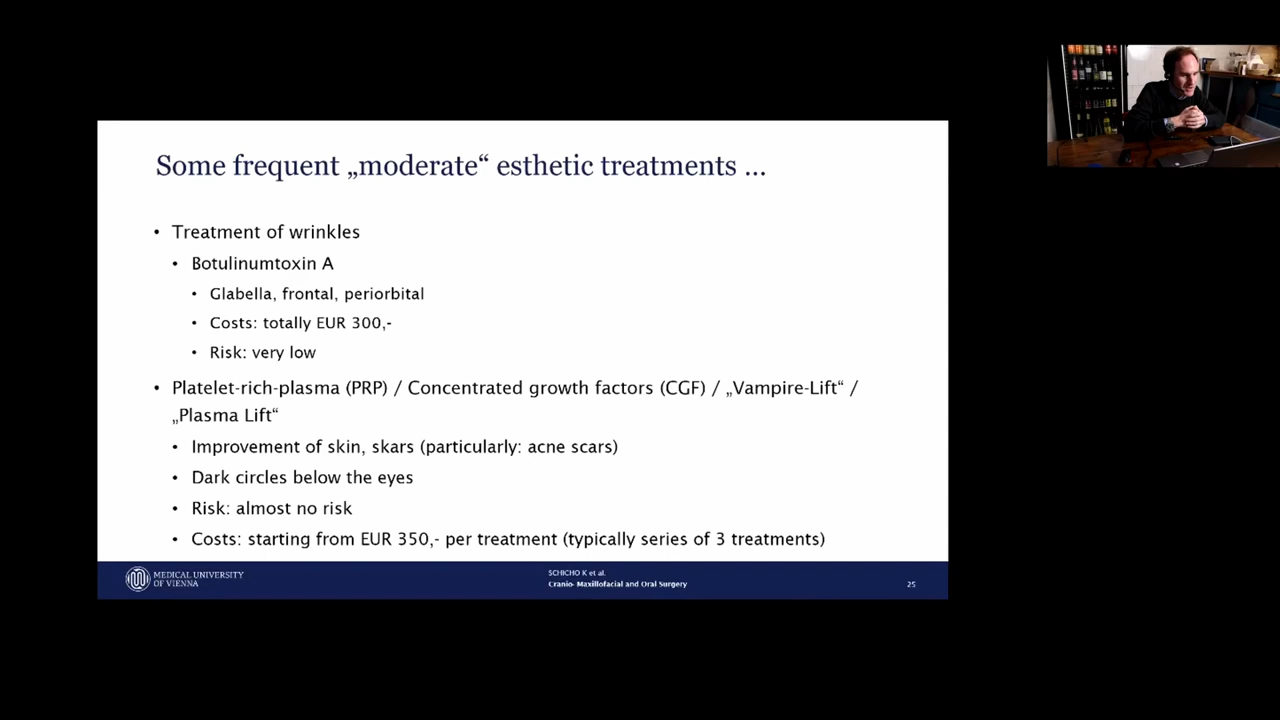 Some frequent „moderate“ esthetic treatments ...
• Treatment of wrinkles
• Botulinumtoxin A
• Glabella, frontal, periorbital
• Costs: totally EUR 300,-
• Risk: very low
• Platelet-rich-plasma (PRP) / Concentrated growth factors (CGF) / „Vampire-Lift“ /
„Plasma Lift“
• Improvement of skin, skars (particularly: acne scars)
• Dark circles below the eyes
• Risk: almost no risk
• Costs: starting from EUR 350,- per treatment (typically series of 3 treatments)
MEDICAL UNIVERSITY
OF VIENNA
SCHICHO K et al.
Cranio- Maxillofacial and Oral Surgery
25